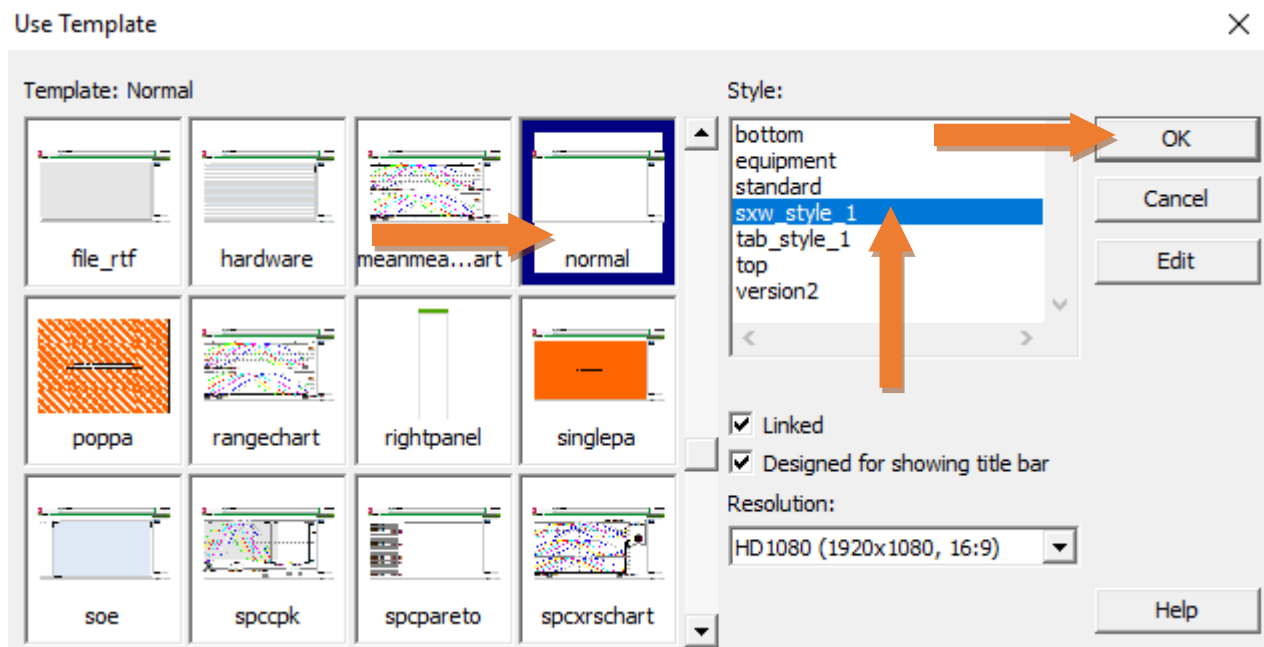 Use Template
Template: Normal
file_rtf
hardware
meanmea...art
normal
poppa
rangechart
rightpanel
singlepa
soe
spccpk
spcpareto
spcxrschart
Style:
bottom
equipment
standard
sxw_style_1
tab_style_1
top
version2
Linked
Designed for showing title bar
Resolution:
HD1080 (1920x1080, 16:9)
OK
Cancel
Edit
Help